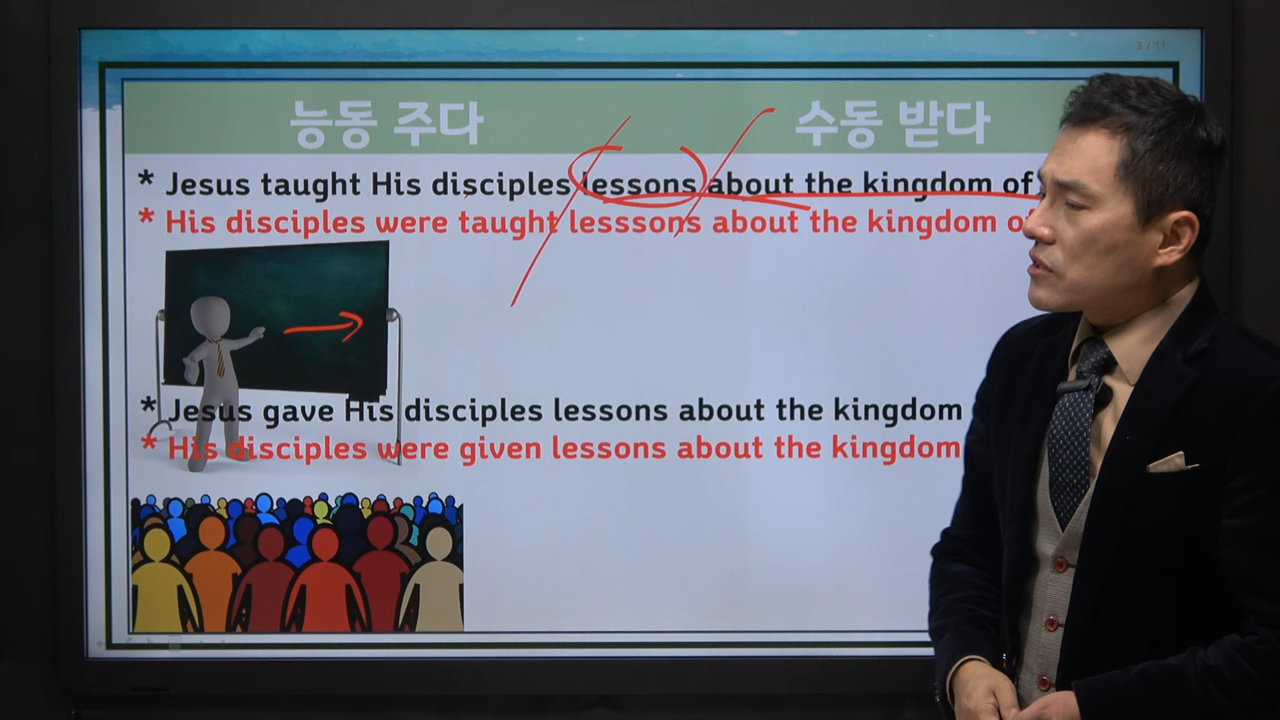 3 / 11
능동 주다 수동 받다
* Jesus taught His disciples lessons about the kingdom of
* His disciples were taught lesssons about the kingdom
* Jesus gave His disciples lessons about the kingdom
* His disciples were given lessons about the kingdom